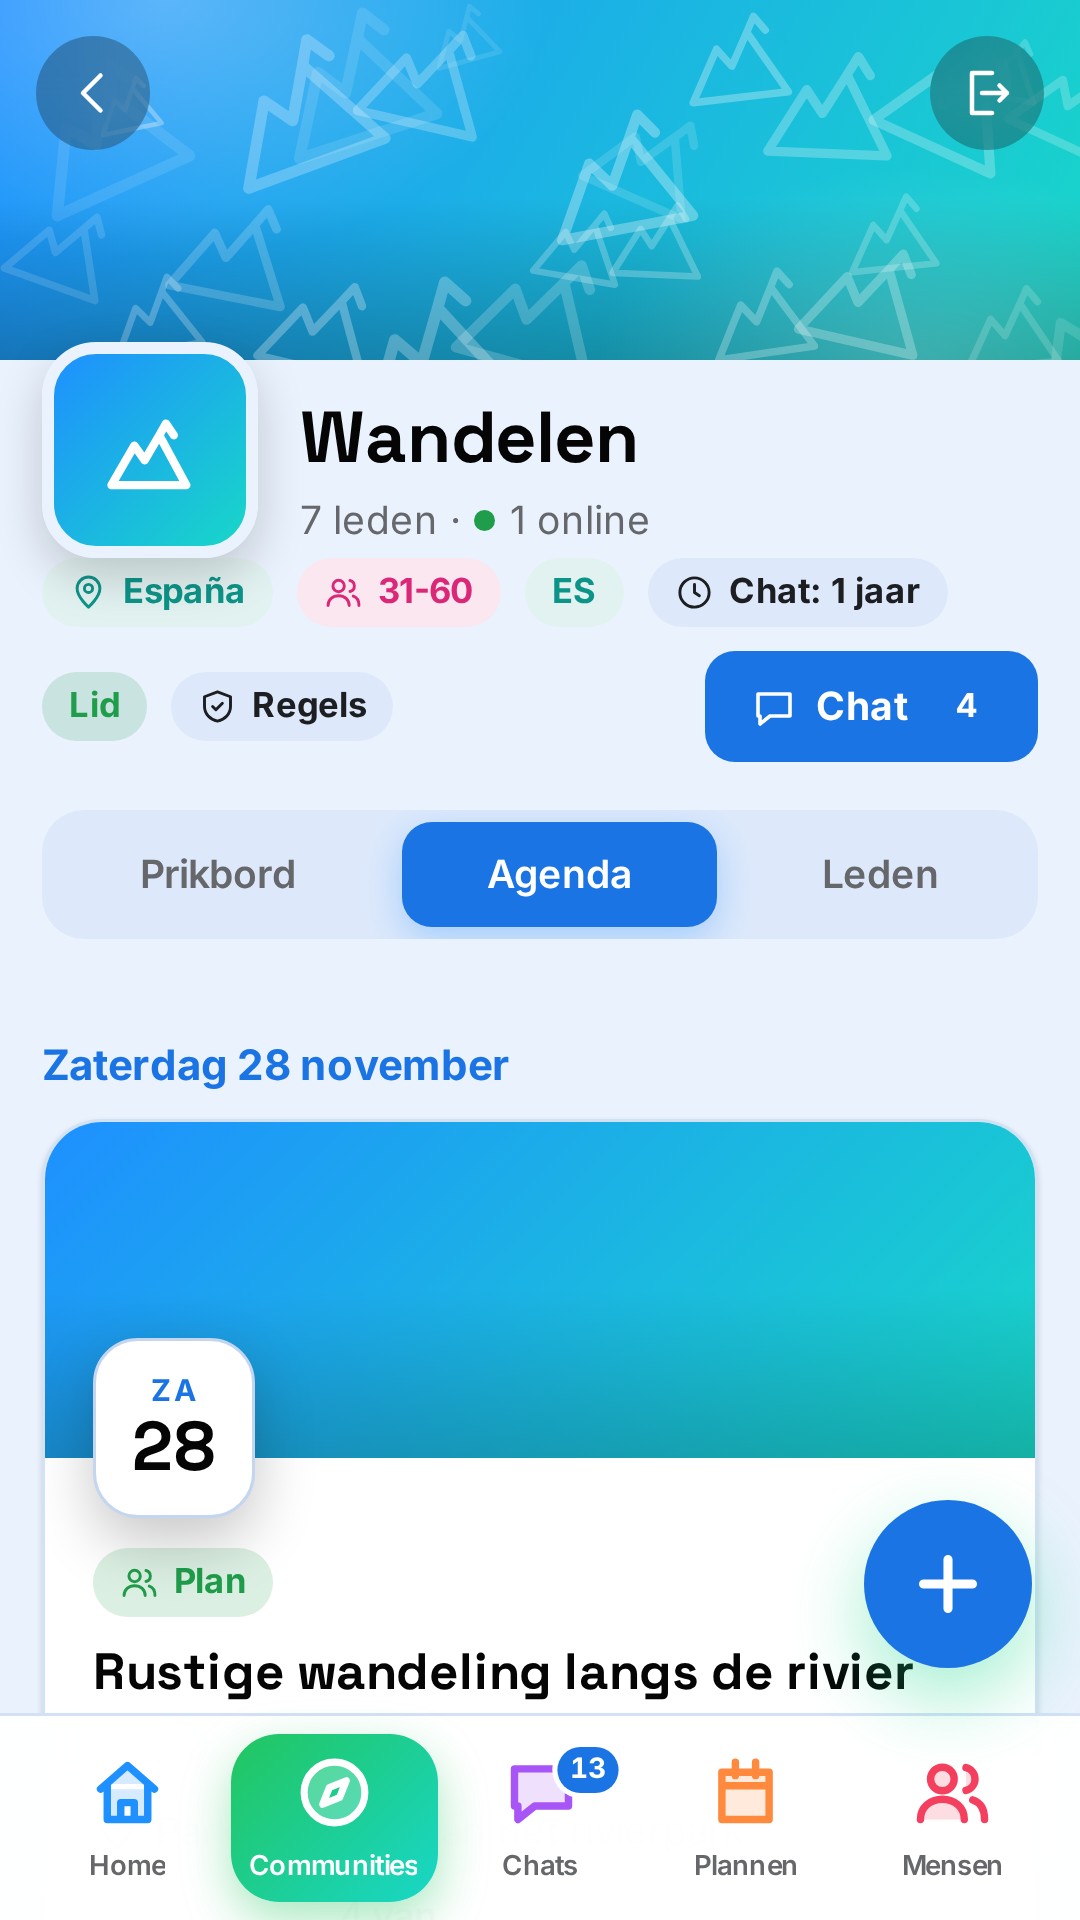 Wandelen
7 leden · 1 online
España 31-60 ES Chat: 1 jaar
Lid Regels Chat 4
Prikbord Agenda Leden
Zaterdag 28 november
ZA
28
Plan
Rustige wandeling langs de rivier
13
Home Communities Chats Plannen Mensen